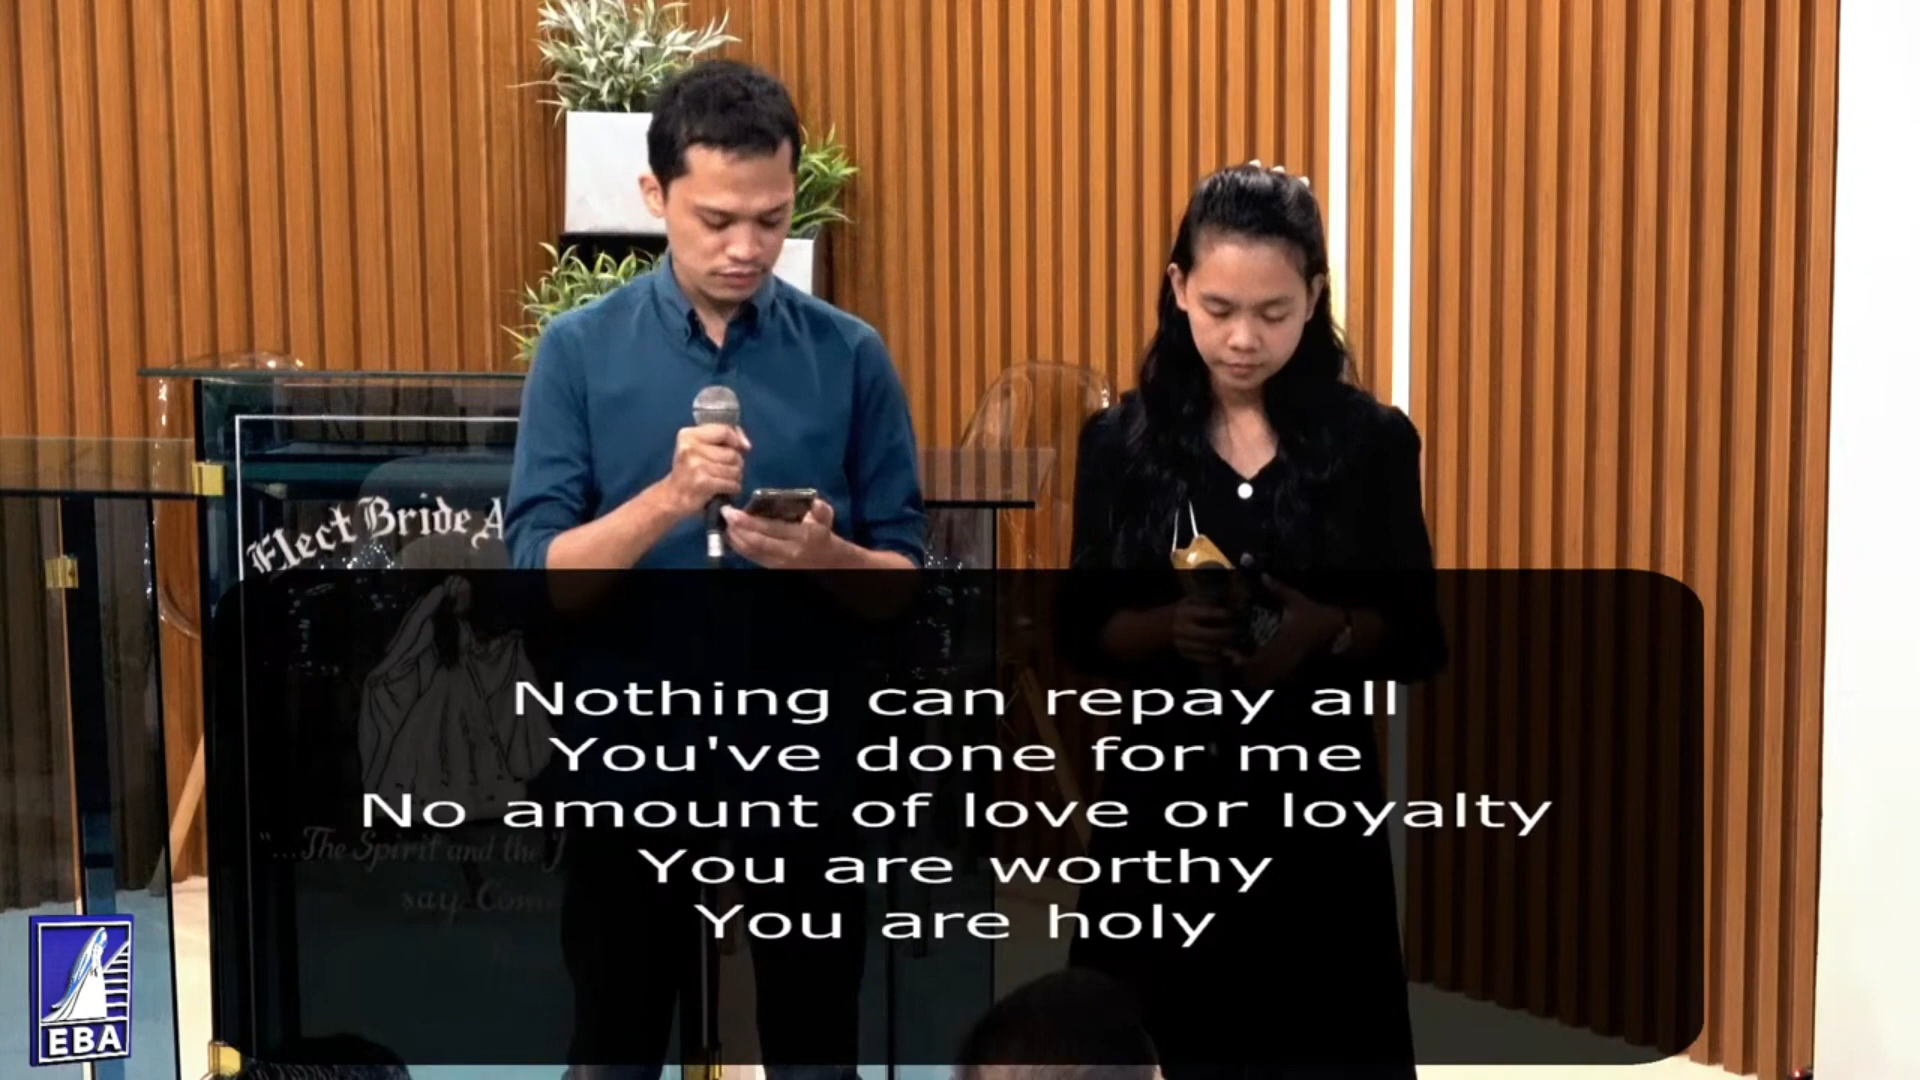 Elect Bride A
"...The Spirit and the
say Come
Nothing can repay all
You've done for me
No amount of love or loyalty
You are worthy
You are holy
EBA